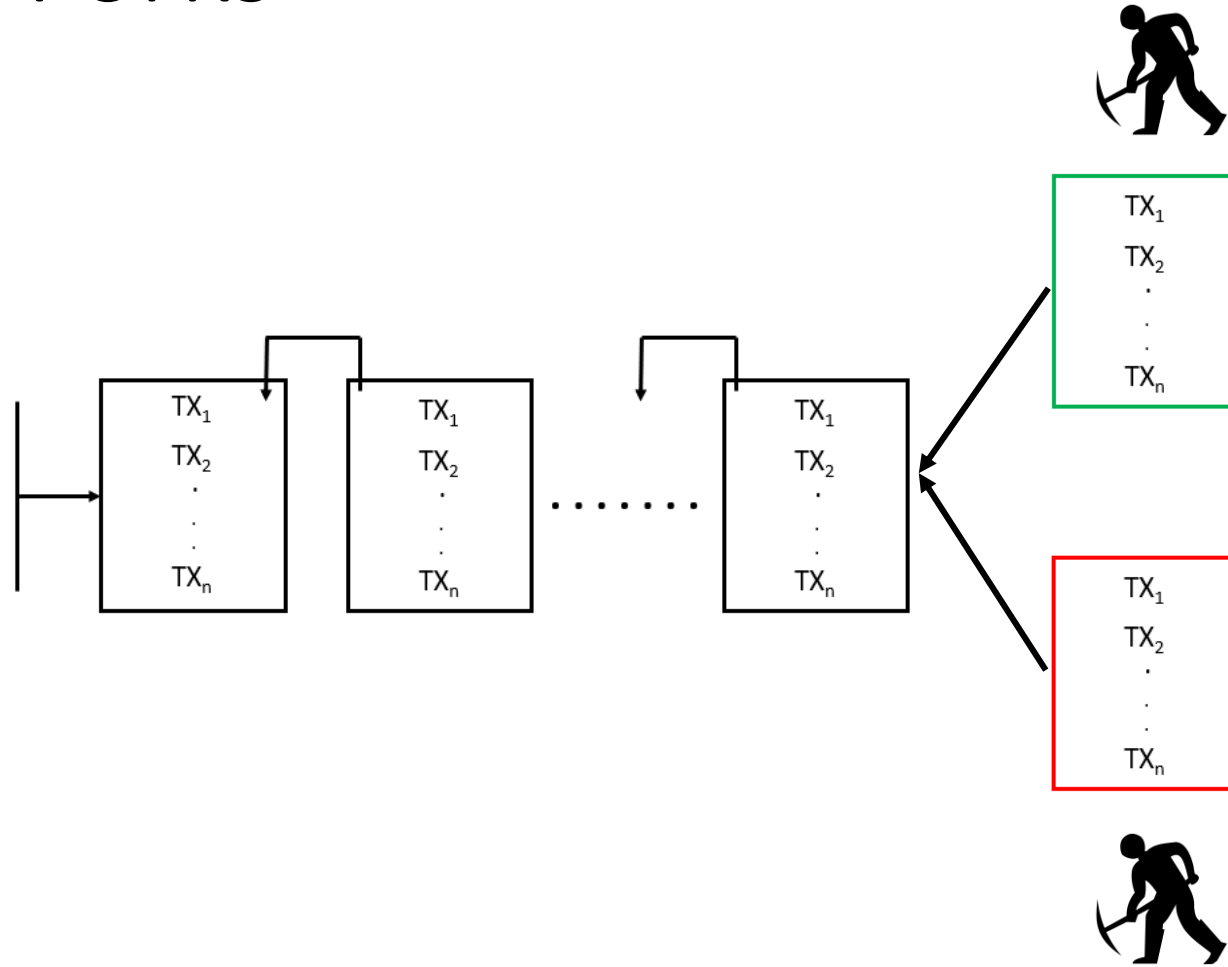 TX₁
TX₂
.
.
.
TXₙ
TX₁
TX₂
.
.
.
TXₙ
.......
TX₁
TX₂
.
.
.
TXₙ
TX₁
TX₂
.
.
.
TXₙ
TX₁
TX₂
.
.
.
TXₙ